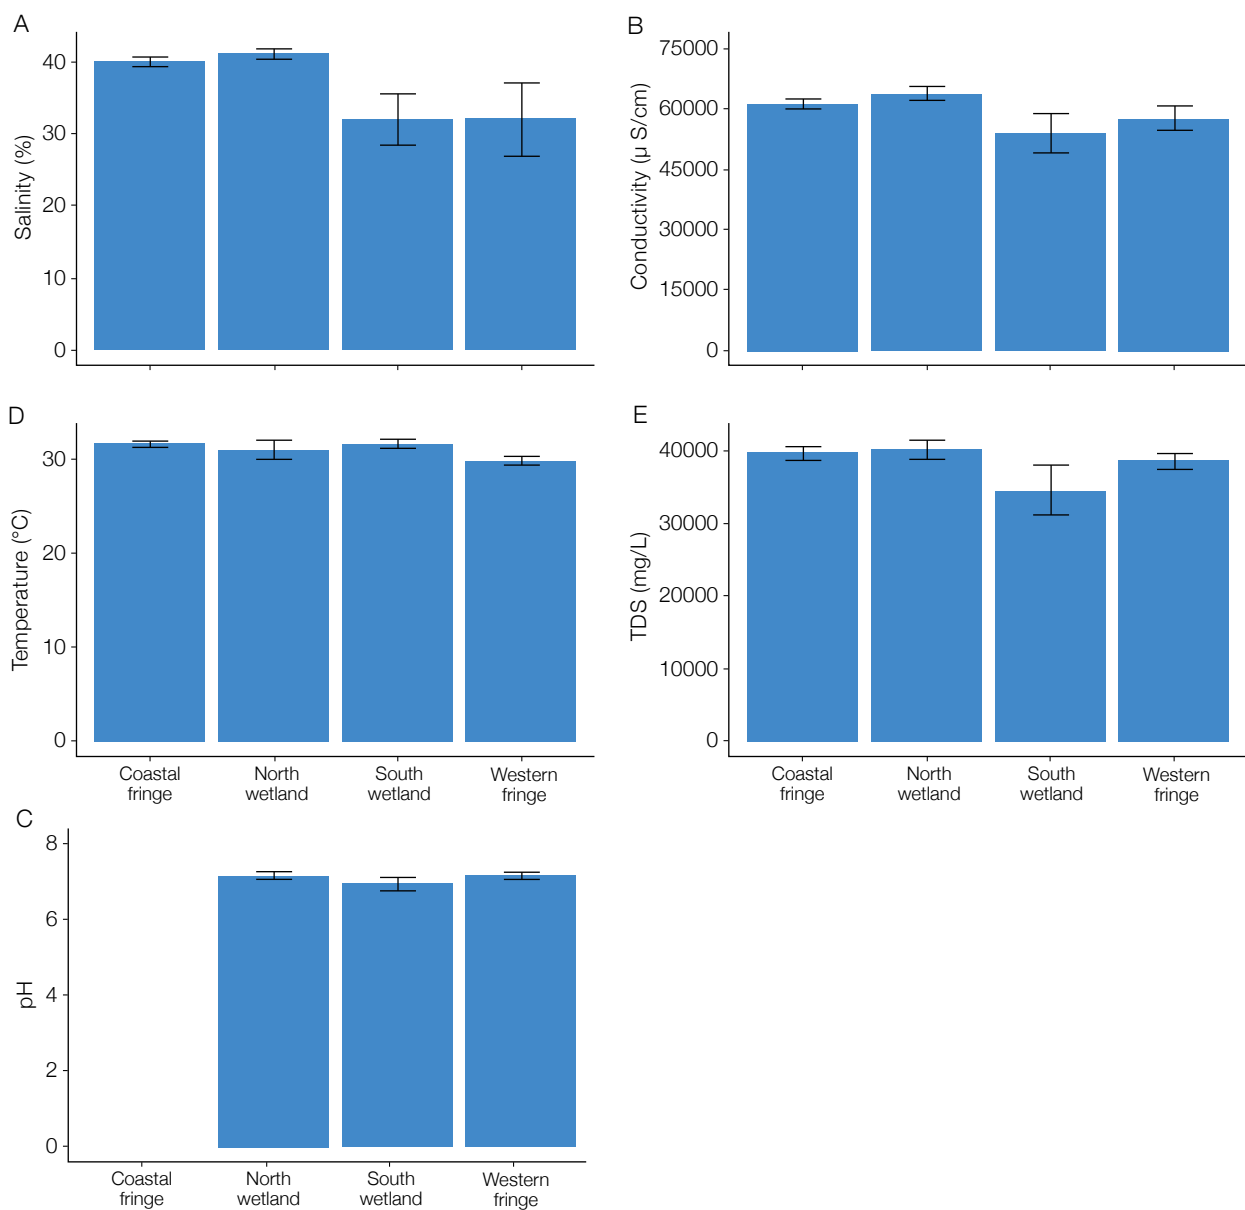 A
Salinity (%)
40
30
20
10
0
B
Conductivity (µ S/cm)
75000
60000
45000
30000
15000
0
D
Temperature (°C)
30
20
10
0
Coastal fringe
North wetland
South wetland
Western fringe
E
TDS (mg/L)
40000
30000
20000
10000
0
Coastal fringe
North wetland
South wetland
Western fringe
C
pH
8
6
4
2
0
Coastal fringe
North wetland
South wetland
Western fringe